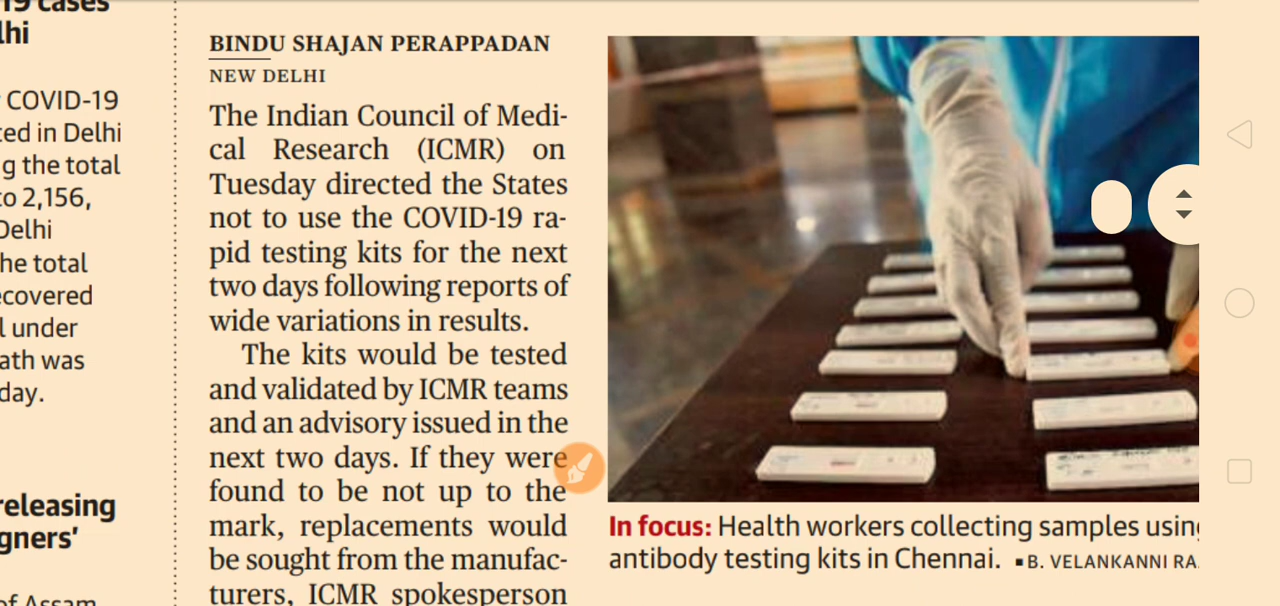 19 cases
lhi
COVID-19
ted in Delhi
g the total
to 2,156,
Delhi
he total
ecovered
l under
ath was
day.
releasing
gners'
of Assam
BINDU SHAJAN PERAPPADAN
NEW DELHI
The Indian Council of Medi-
cal Research (ICMR) on
Tuesday directed the States
not to use the COVID-19 ra-
pid testing kits for the next
two days following reports of
wide variations in results.
The kits would be tested
and validated by ICMR teams
and an advisory issued in the
next two days. If they were
found to be not up to the
mark, replacements would
be sought from the manufac-
turers, ICMR spokesperson
In focus: Health workers collecting samples using
antibody testing kits in Chennai. ▪B. VELANKANNI RA